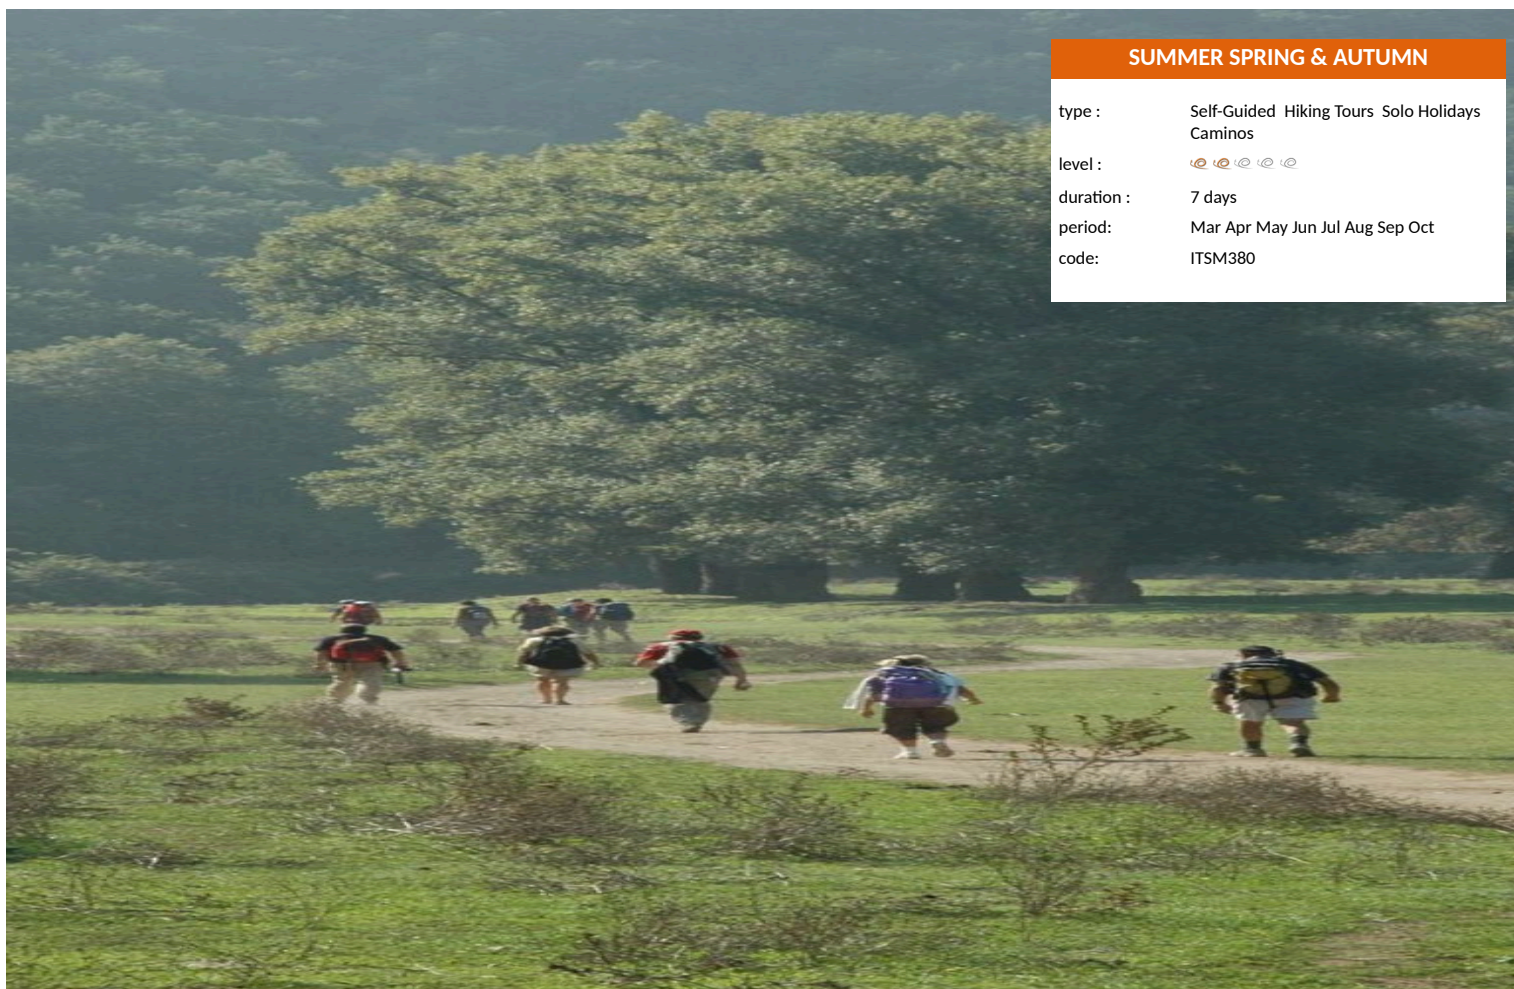 SUMMER SPRING & AUTUMN
type : Self-Guided Hiking Tours Solo Holidays
Caminos
level :
duration : 7 days
period: Mar Apr May Jun Jul Aug Sep Oct
code: ITSM380